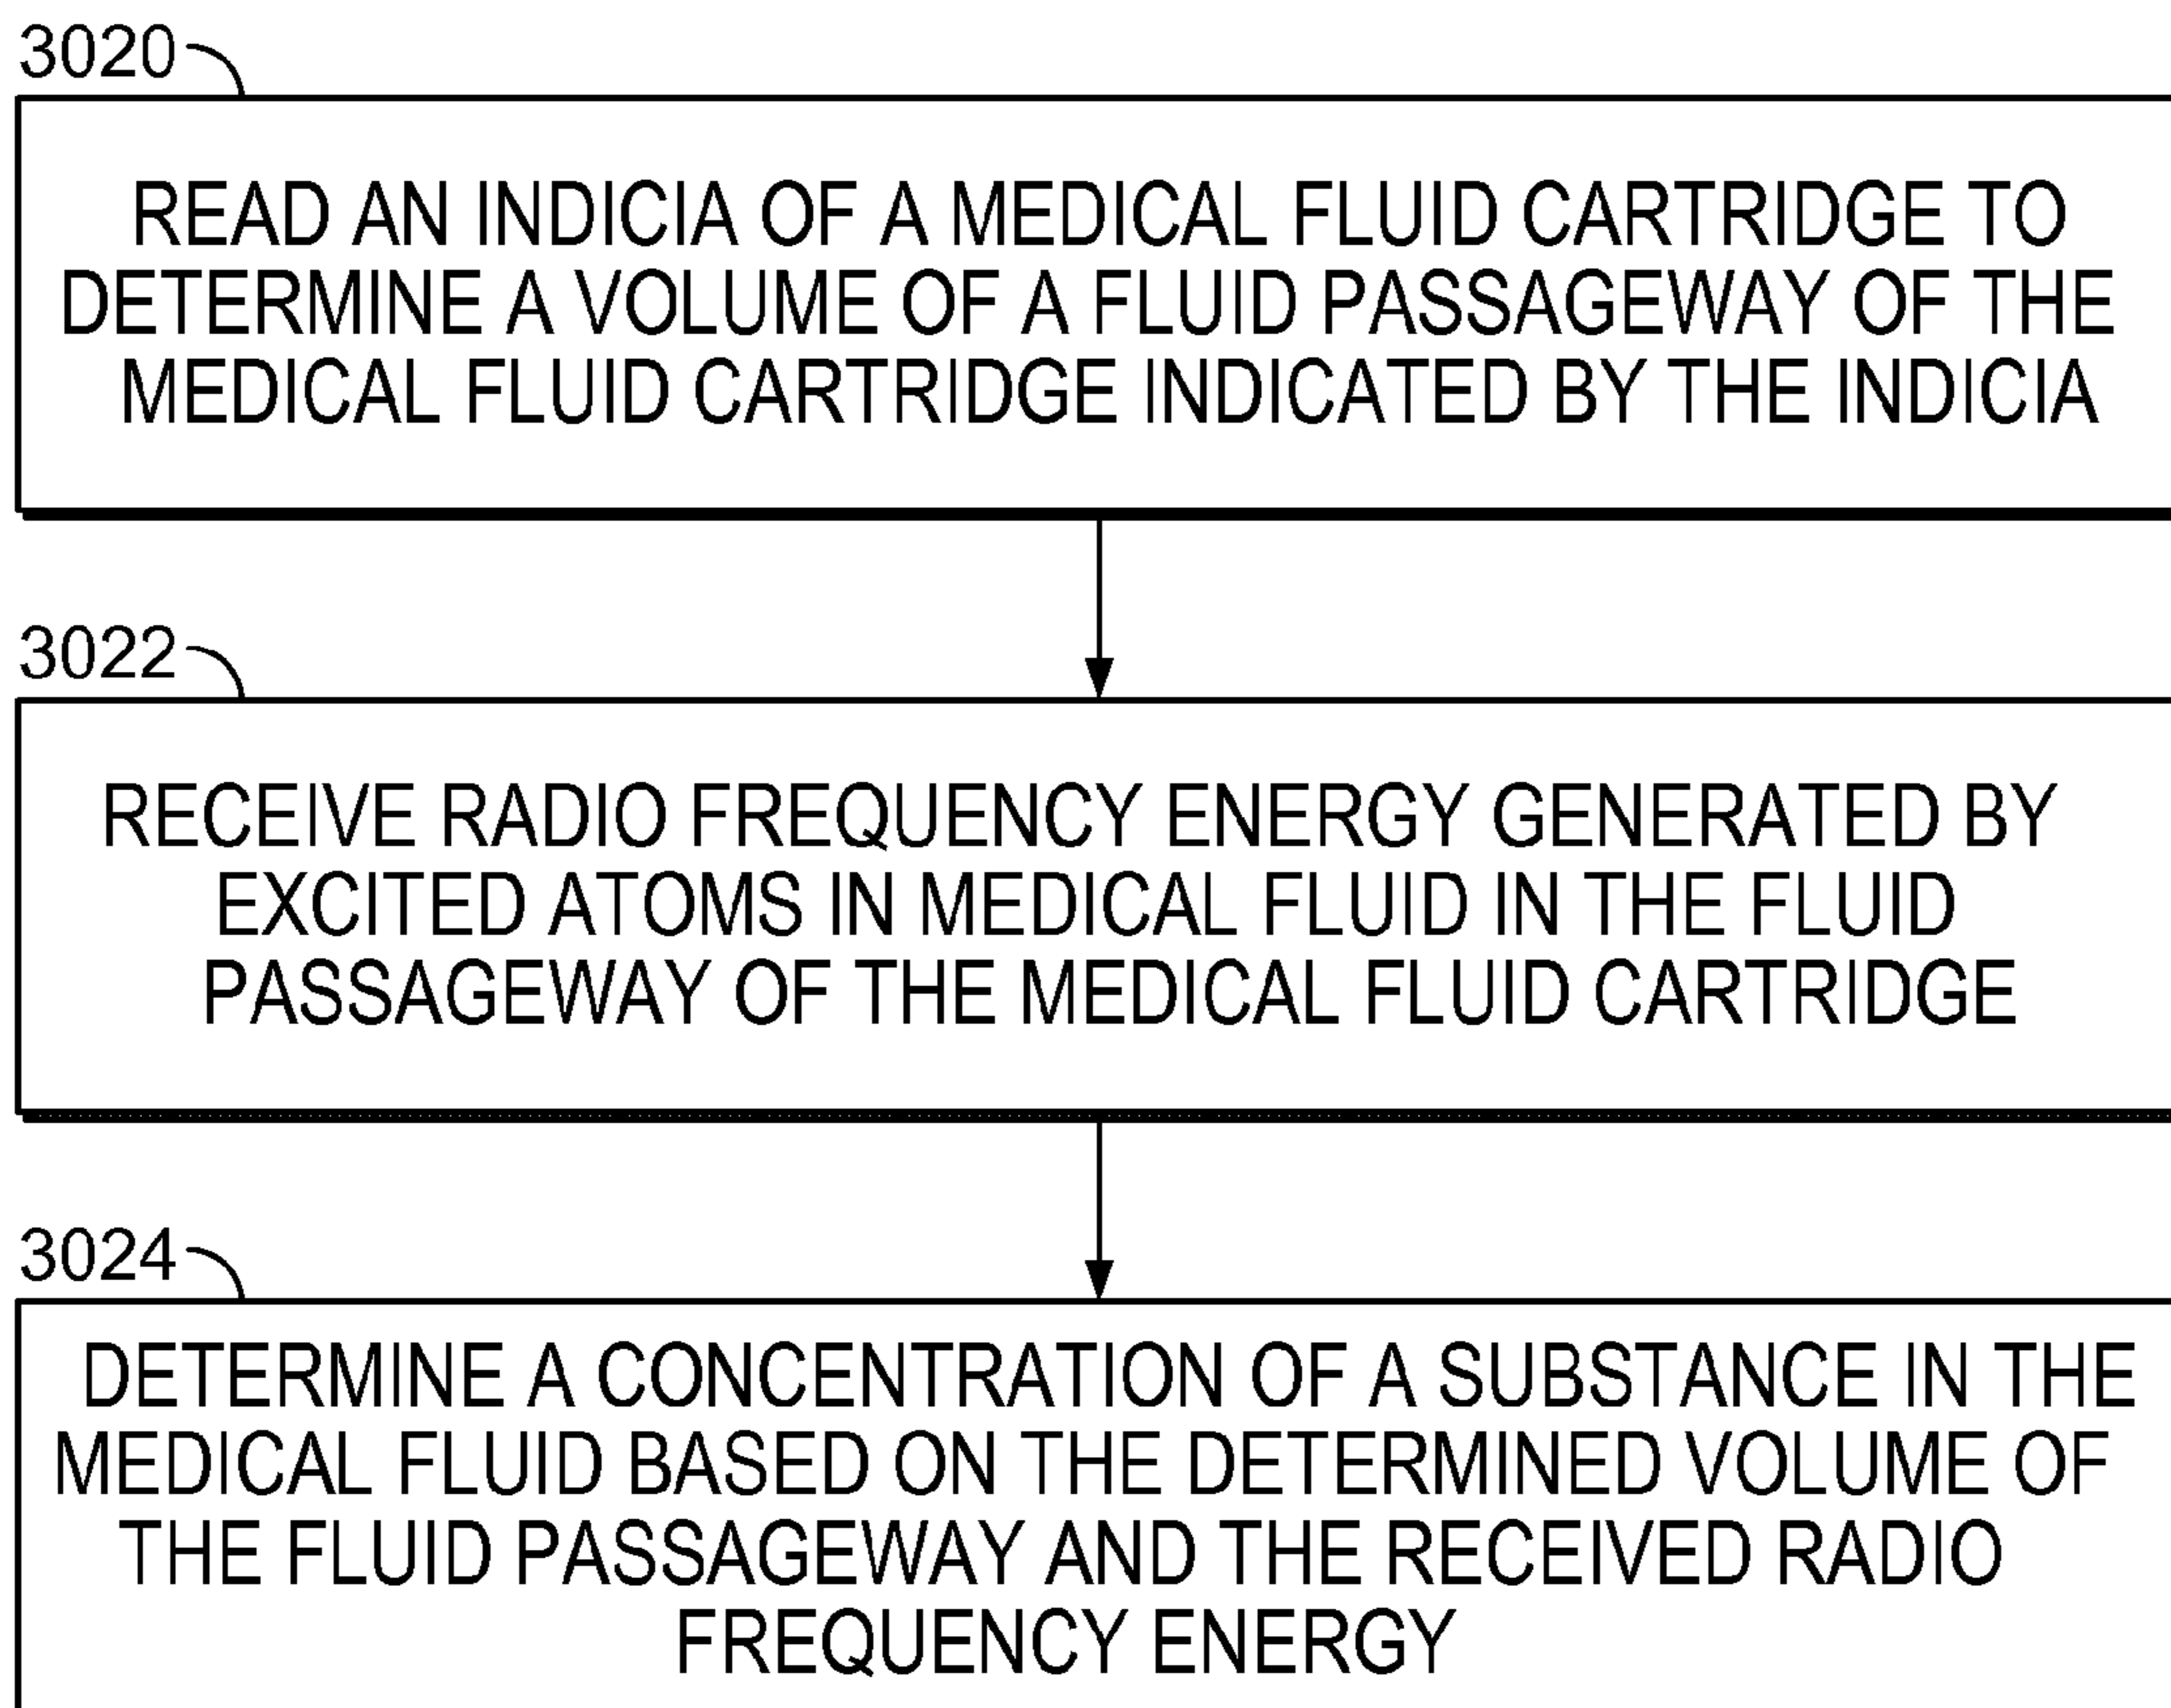 3020
READ AN INDICIA OF A MEDICAL FLUID CARTRIDGE TO
DETERMINE A VOLUME OF A FLUID PASSAGEWAY OF THE
MEDICAL FLUID CARTRIDGE INDICATED BY THE INDICIA
3022
RECEIVE RADIO FREQUENCY ENERGY GENERATED BY
EXCITED ATOMS IN MEDICAL FLUID IN THE FLUID
PASSAGEWAY OF THE MEDICAL FLUID CARTRIDGE
3024
DETERMINE A CONCENTRATION OF A SUBSTANCE IN THE
MEDICAL FLUID BASED ON THE DETERMINED VOLUME OF
THE FLUID PASSAGEWAY AND THE RECEIVED RADIO
FREQUENCY ENERGY